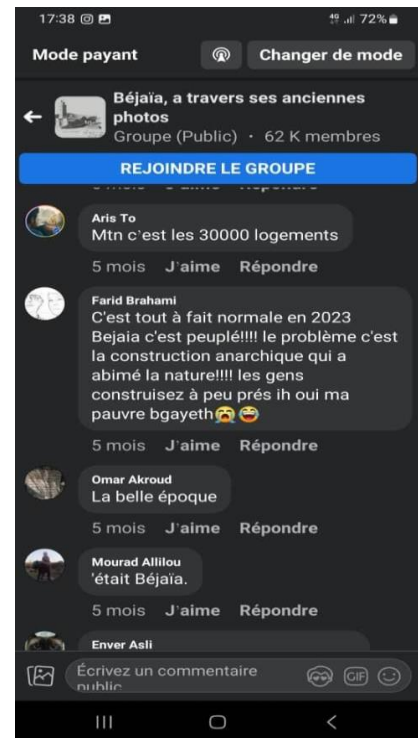 17:38 4G 72%
Mode payant Changer de mode
Béjaïa, a travers ses anciennes
photos
Groupe (Public) · 62 K membres
REJOINDRE LE GROUPE
Aris To
Mtn c'est les 30000 logements
5 mois J'aime Répondre
Farid Brahami
C'est tout à fait normale en 2023
Bejaia c'est peuplé!!!! le problème c'est
la construction anarchique qui a
abimé la nature!!!! les gens
construisez à peu prés ih oui ma
pauvre bgayeth😭😂
5 mois J'aime Répondre
Omar Akroud
La belle époque
5 mois J'aime Répondre
Mourad Allilou
'était Béjaïa.
5 mois J'aime Répondre
Enver Asli
Écrivez un commentaire
public
GIF